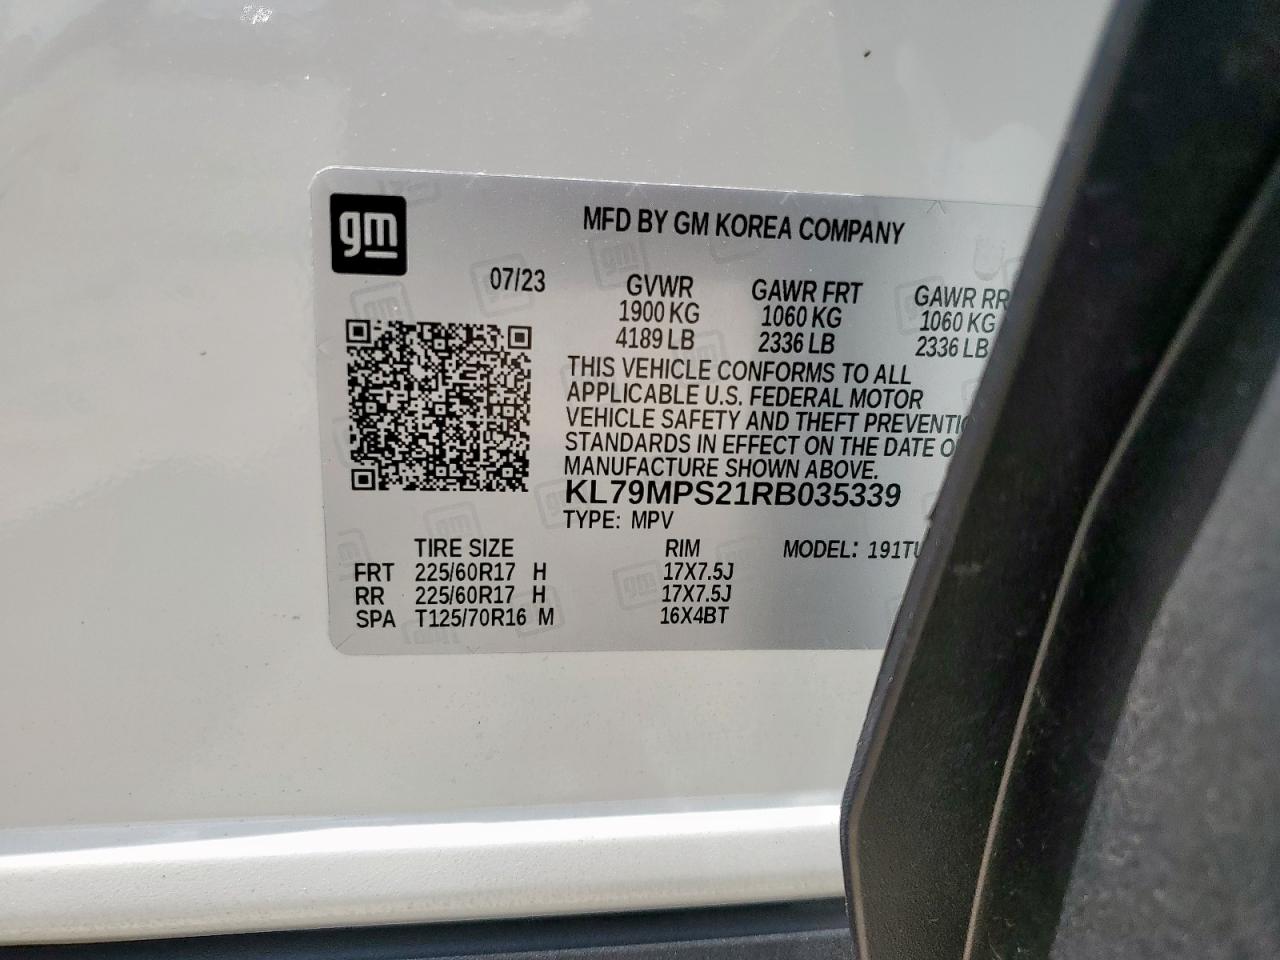 gm
MFD BY GM KOREA COMPANY
07/23
GVWR GAWR FRT GAWR RR
1900 KG 1060 KG 1060 KG
4189 LB 2336 LB 2336 LB
THIS VEHICLE CONFORMS TO ALL
APPLICABLE U.S. FEDERAL MOTOR
VEHICLE SAFETY AND THEFT
STANDARDS IN EFFECT ON THE DATE
MANUFACTURE SHOWN ABOVE.
KL79MPS21RB035339
TYPE: MPV
TIRE SIZE RIM MODEL: 191TU
FRT 225/60R17 H 17X7.5J
RR 225/60R17 H 17X7.5J
SPA T125/70R16 M 16X4BT